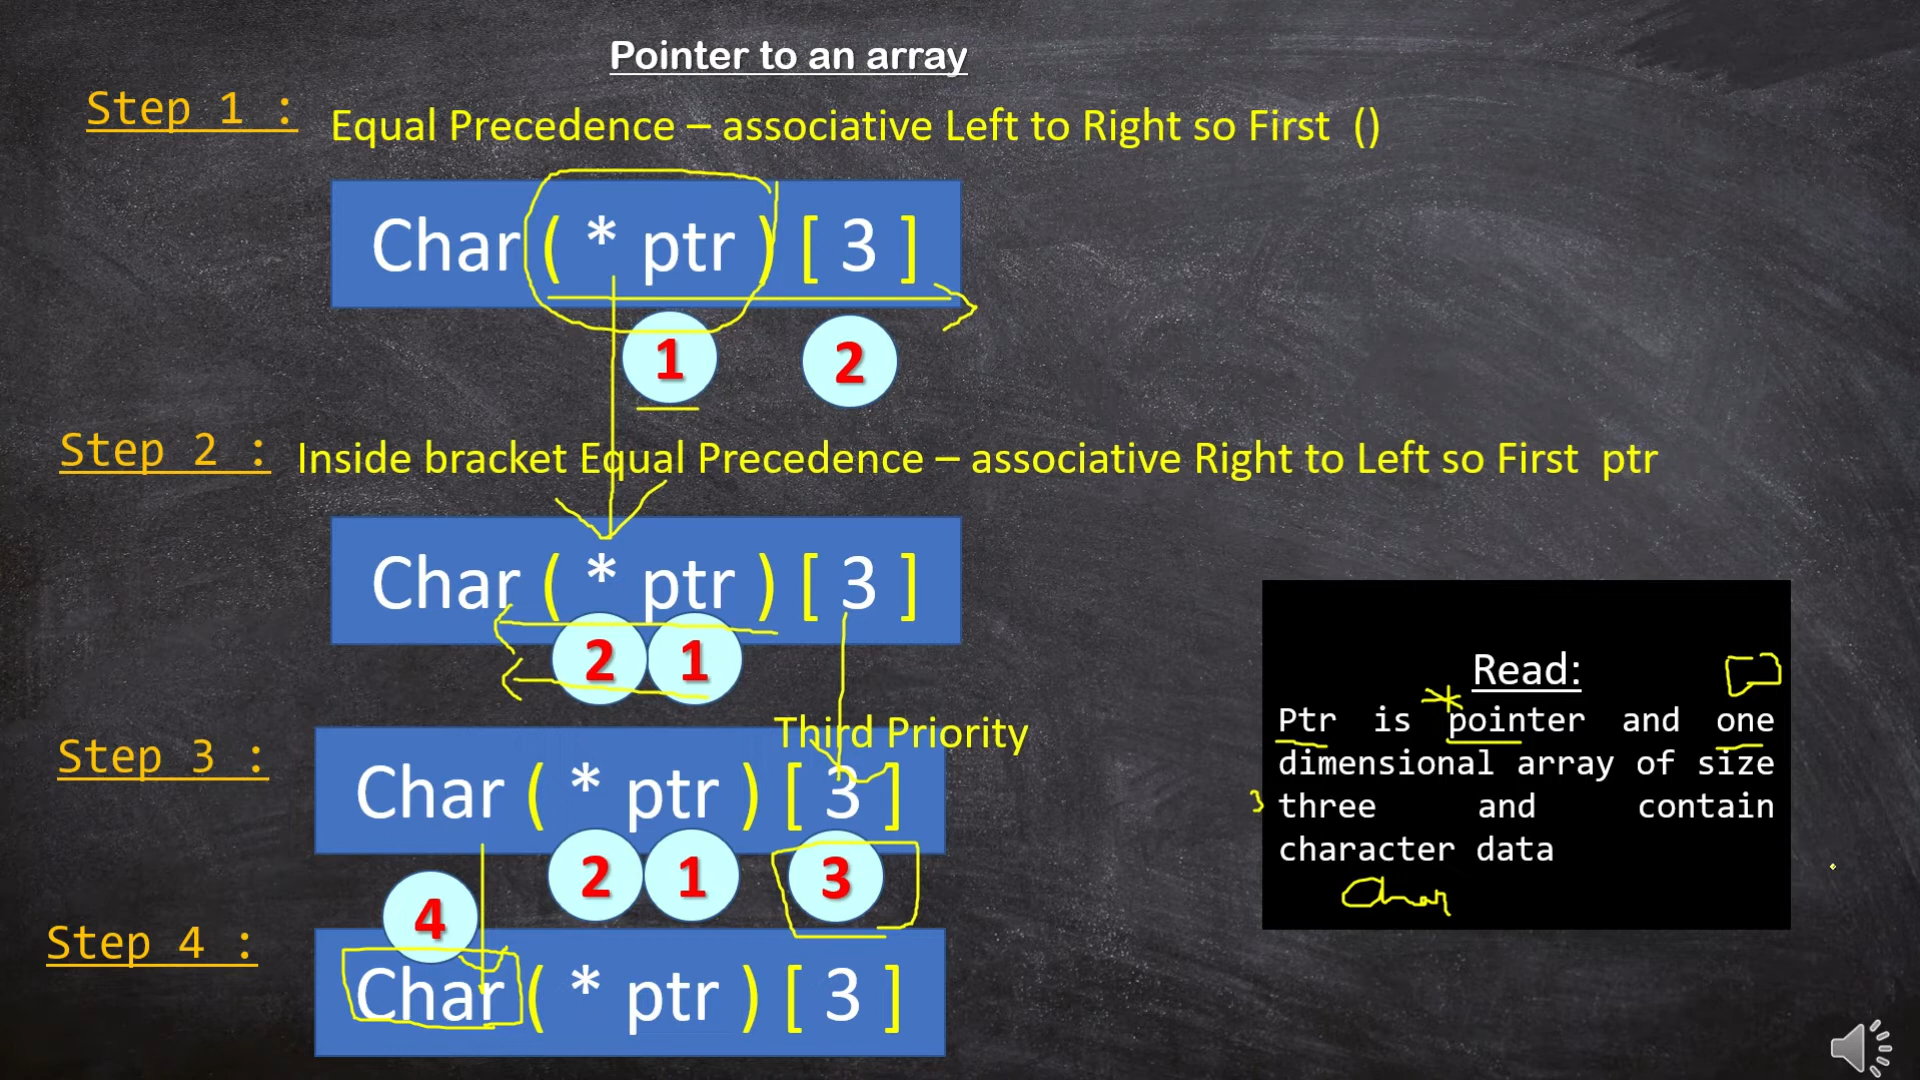 Pointer to an array
Step 1 :
Equal Precedence – associative Left to Right so First ()
Char ( * ptr ) [ 3 ]
1 2
Step 2 :
Inside bracket Equal Precedence – associative Right to Left so First ptr
Char ( * ptr ) [ 3 ]
2 1
Third Priority
Step 3 :
Char ( * ptr ) [ 3 ]
2 1 3
4
Step 4 :
Char ( * ptr ) [ 3 ]
Read:
*
Ptr is pointer and one
dimensional array of size
3 three and contain
character data
Char